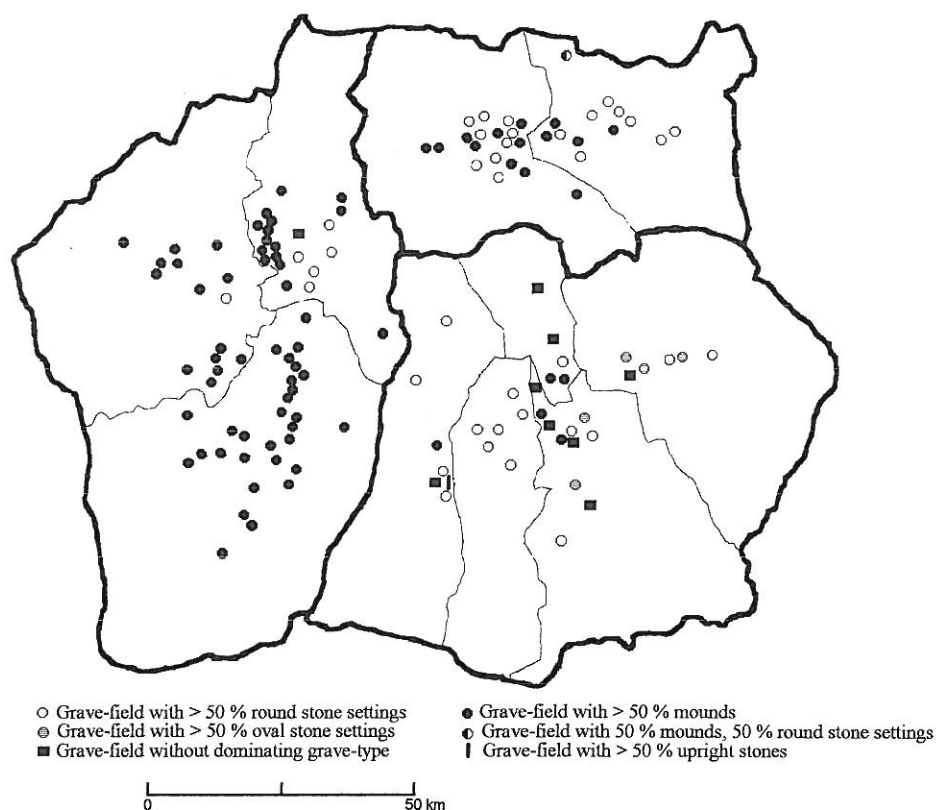 Grave-field with > 50 % round stone settings
Grave-field with > 50 % oval stone settings
Grave-field without dominating grave-type
Grave-field with > 50 % mounds
Grave-field with 50 % mounds, 50 % round stone settings
Grave-field with > 50 % upright stones
0 50 km